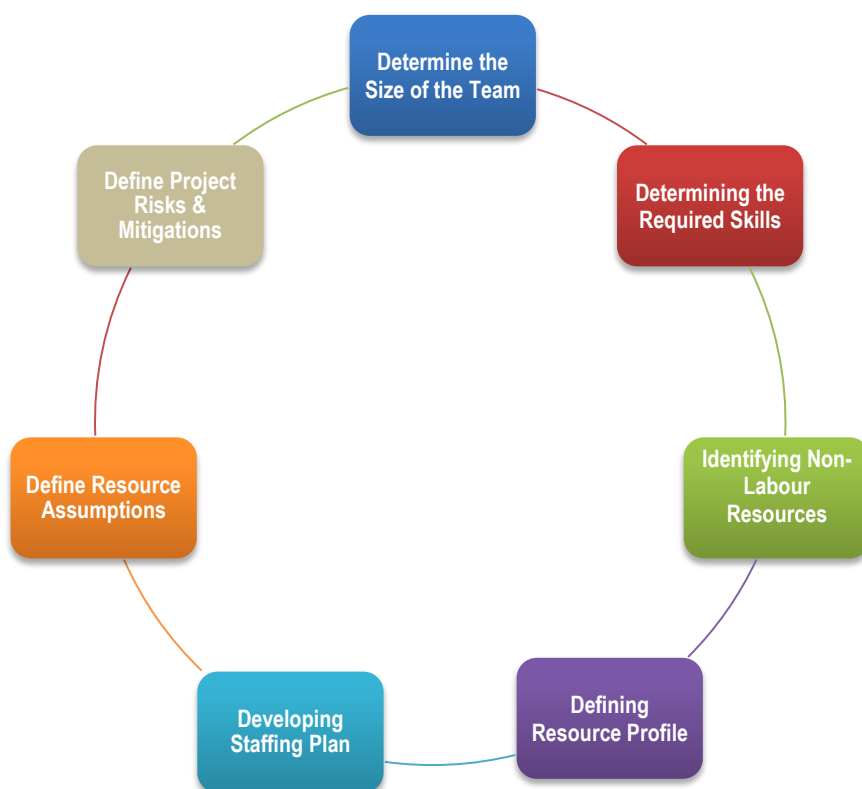 Determine the
Size of the Team
Determining the
Required Skills
Identifying Non-
Labour
Resources
Defining
Resource Profile
Developing
Staffing Plan
Define Resource
Assumptions
Define Project
Risks &
Mitigations